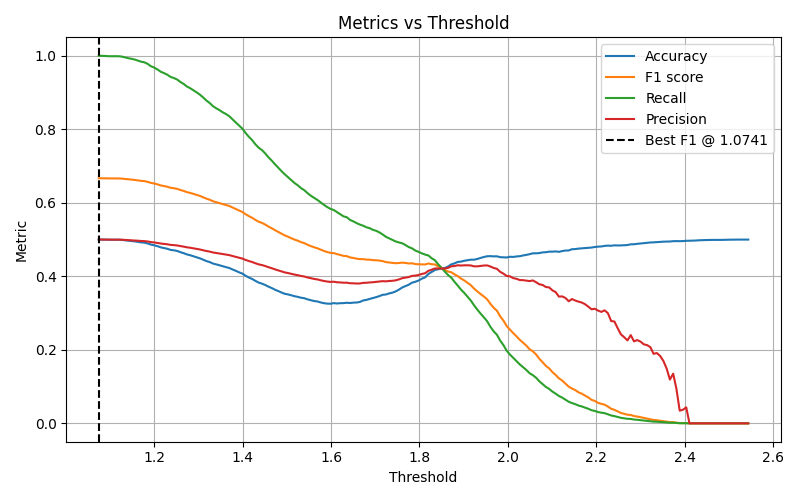 Metrics vs Threshold
Metric
1.0
0.8
0.6
0.4
0.2
0.0
Accuracy
F1 score
Recall
Precision
Best F1 @ 1.0741
1.2 1.4 1.6 1.8 2.0 2.2 2.4 2.6
Threshold